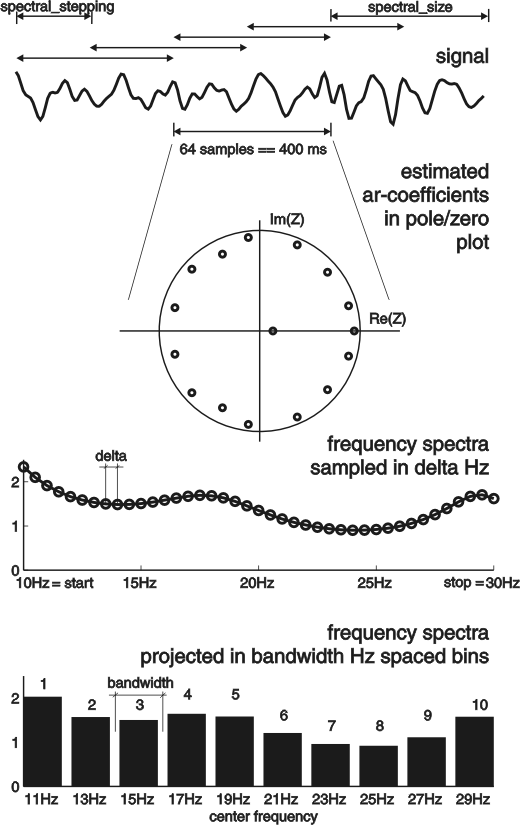 spectral_stepping
spectral_size
signal
64 samples == 400 ms
estimated
ar-coefficients
in pole/zero
plot
Im(Z)
Re(Z)
frequency spectra
sampled in delta Hz
delta
2
1
0
10Hz = start 15Hz 20Hz 25Hz stop = 30Hz
frequency spectra
projected in bandwidth Hz spaced bins
bandwidth
1 2 3 4 5 6 7 8 9 10
2
1
0
11Hz 13Hz 15Hz 17Hz 19Hz 21Hz 23Hz 25Hz 27Hz 29Hz
center frequency